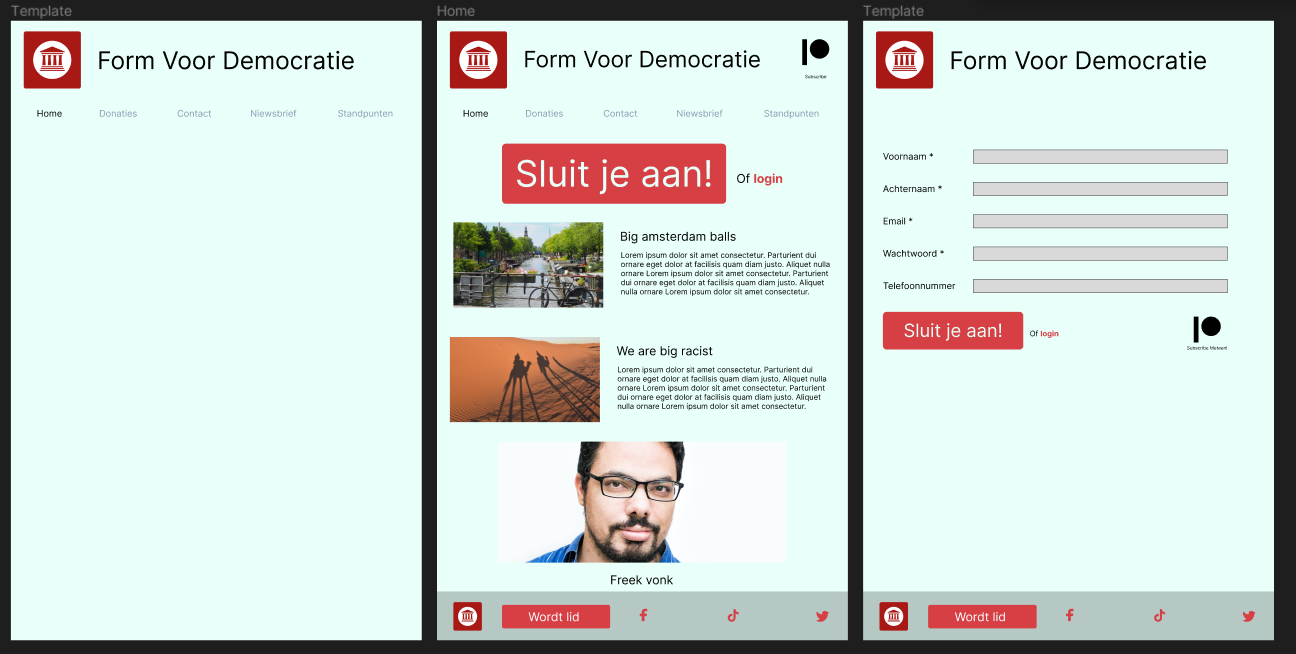 Template
Form Voor Democratie
Home Donaties Contact Niewsbrief Standpunten
Home
Form Voor Democratie
Subscribe
Home Donaties Contact Niewsbrief Standpunten
Sluit je aan!
Of login
Big amsterdam balls
Lorem ipsum dolor sit amet consectetur. Parturient dui
ornare eget dolor at facilisis quam diam justo. Aliquet nulla
ornare Lorem ipsum dolor sit amet consectetur. Parturient
dui ornare eget dolor at facilisis quam diam justo. Aliquet
nulla ornare Lorem ipsum dolor sit amet consectetur.
We are big racist
Lorem ipsum dolor sit amet consectetur. Parturient dui
ornare eget dolor at facilisis quam diam justo. Aliquet nulla
ornare Lorem ipsum dolor sit amet consectetur. Parturient
dui ornare eget dolor at facilisis quam diam justo. Aliquet
nulla ornare Lorem ipsum dolor sit amet consectetur.
Freek vonk
Wordt lid
Template
Form Voor Democratie
Voornaam *
Achternaam *
Email *
Wachtwoord *
Telefoonnummer
Sluit je aan!
Of login
Subscribe Meteen!
Wordt lid